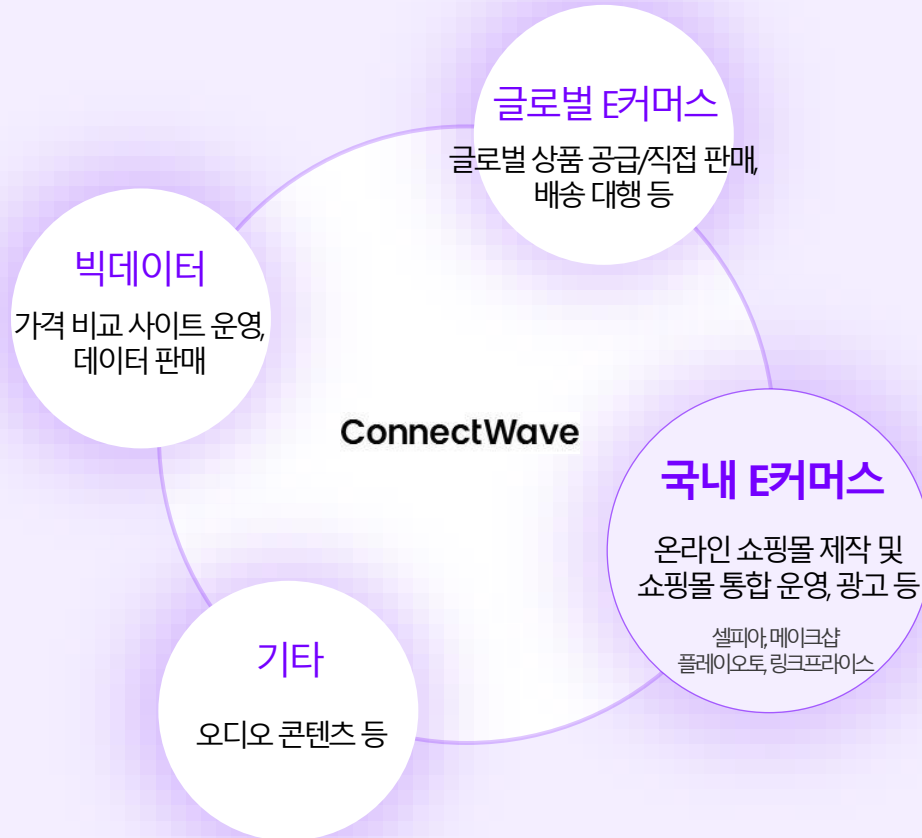 글로벌 E커머스
글로벌 상품 공급/직접 판매,
배송 대행 등
빅데이터
가격 비교 사이트 운영,
데이터 판매
ConnectWave
국내 E커머스
온라인 쇼핑몰 제작 및
쇼핑몰 통합 운영, 광고 등
셀피아, 메이크샵
플레이오토, 링크프라이스
기타
오디오 콘텐츠 등